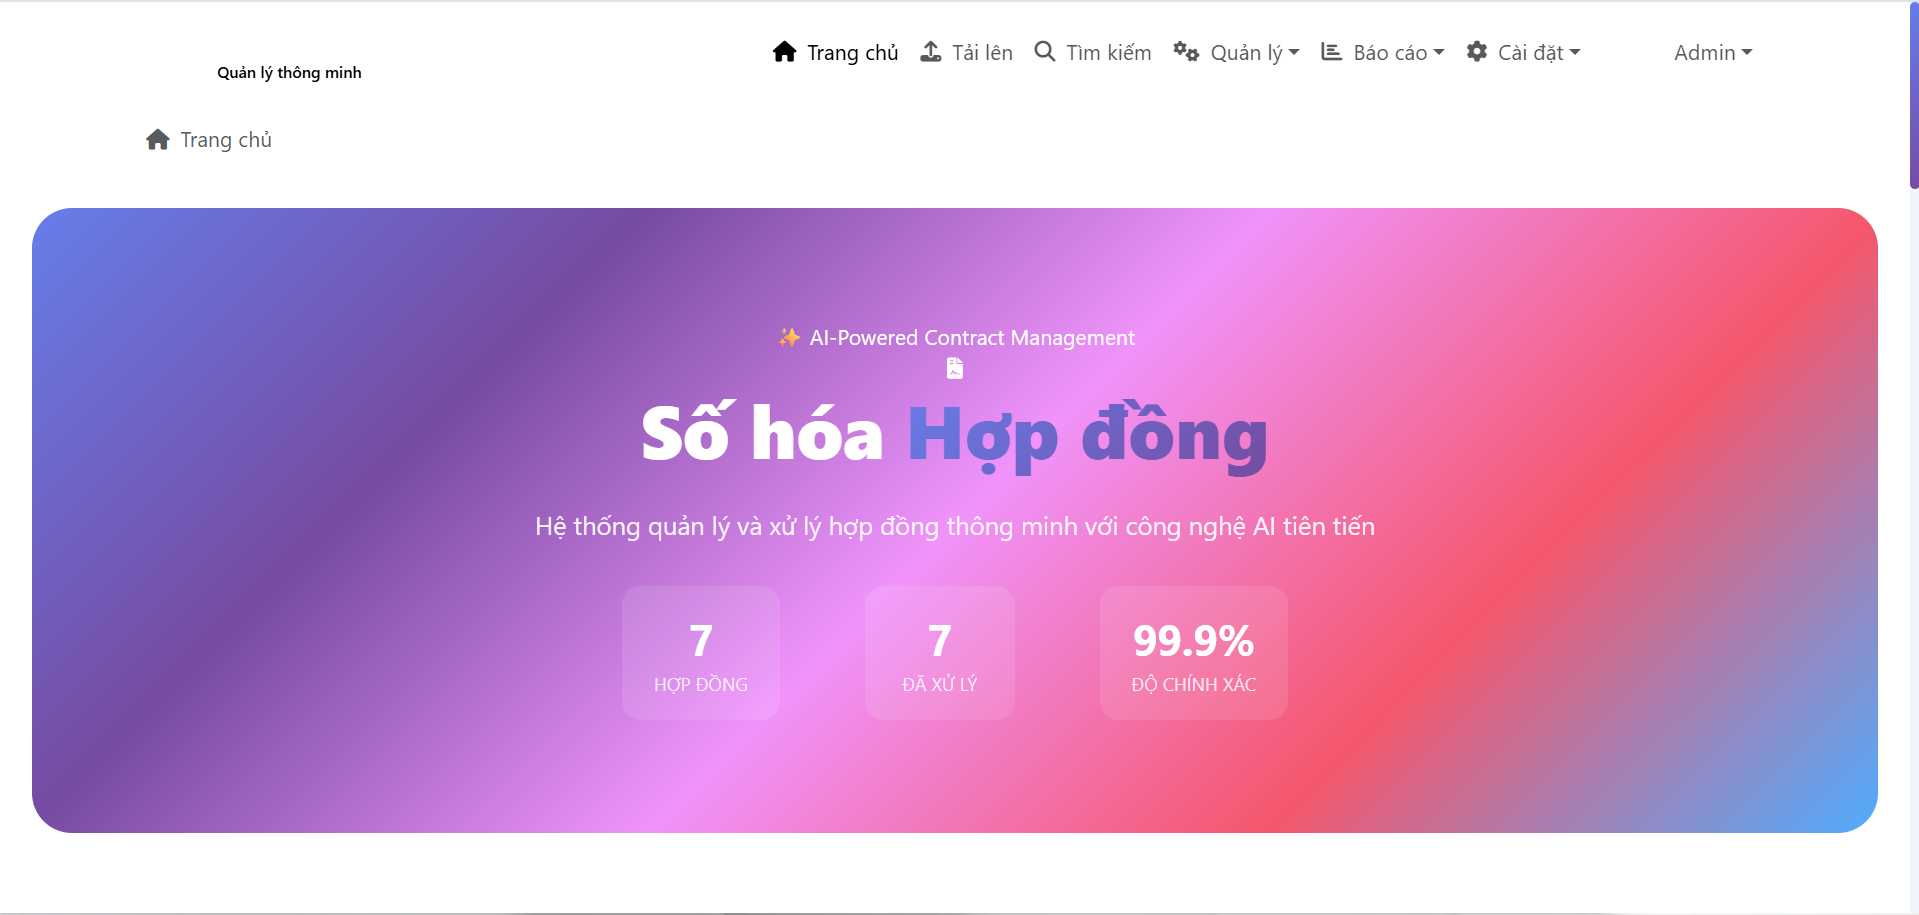 Quản lý thông minh
Trang chủ Tải lên Tìm kiếm Quản lý Báo cáo Cài đặt Admin
Trang chủ
✨ AI-Powered Contract Management
Số hóa Hợp đồng
Hệ thống quản lý và xử lý hợp đồng thông minh với công nghệ AI tiên tiến
7 7 99.9%
HỢP ĐỒNG ĐÃ XỬ LÝ ĐỘ CHÍNH XÁC